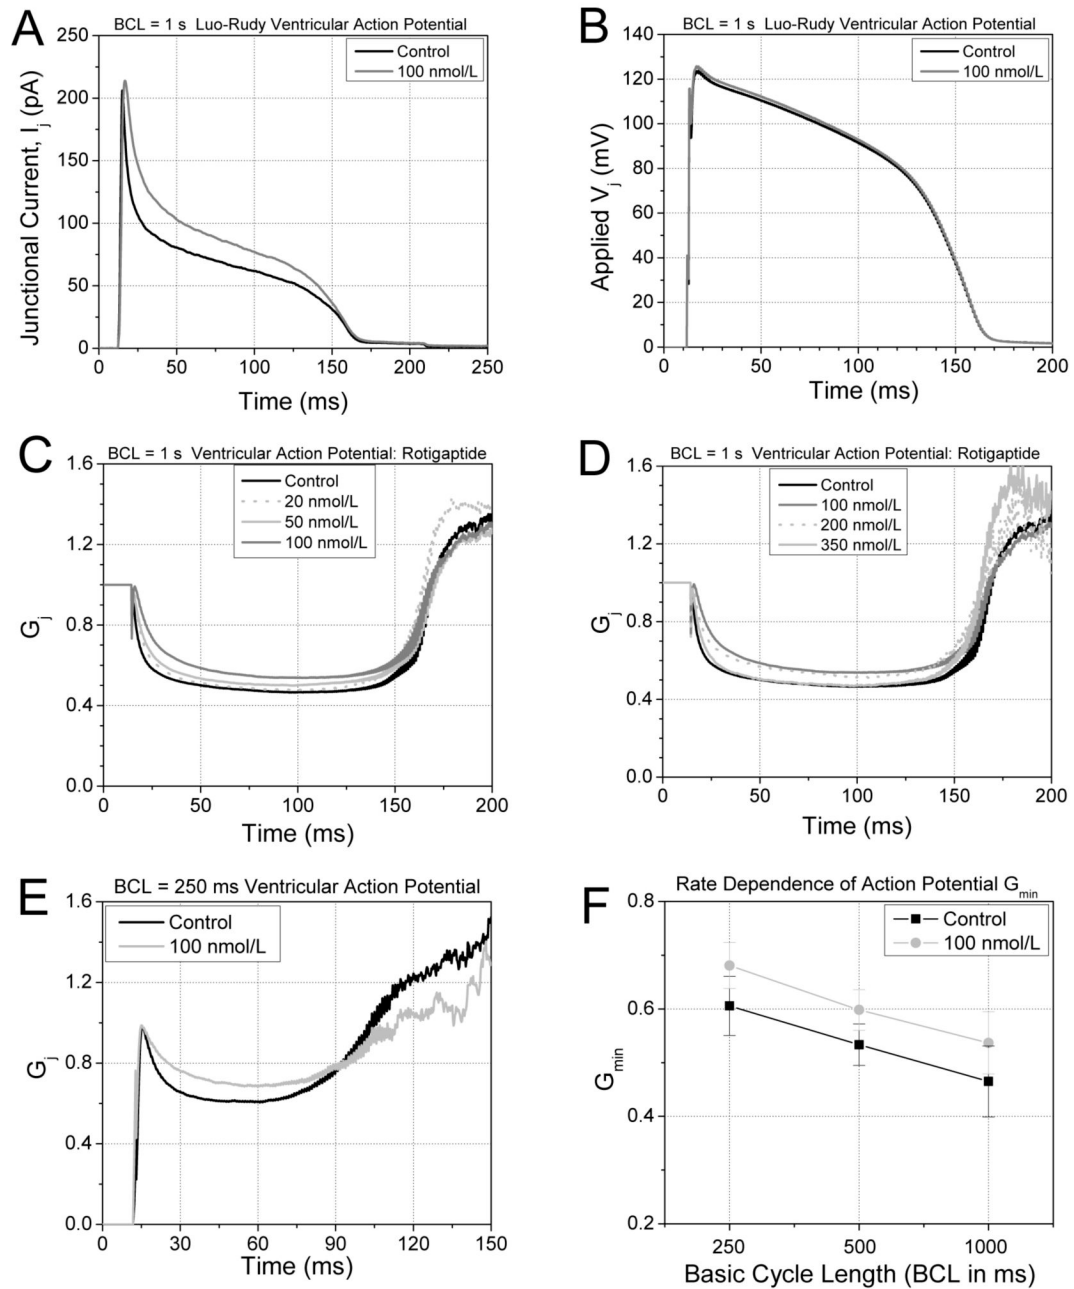 A
BCL = 1 s Luo-Rudy Ventricular Action Potential
Control
100 nmol/L
Junctional Current, Ij (pA)
250
200
150
100
50
0
0 50 100 150 200 250
Time (ms)
B
BCL = 1 s Luo-Rudy Ventricular Action Potential
Control
100 nmol/L
Applied Vj (mV)
140
120
100
80
60
40
20
0
0 50 100 150 200
Time (ms)
C
BCL = 1 s Ventricular Action Potential: Rotigaptide
Control
20 nmol/L
50 nmol/L
100 nmol/L
Gj
1.6
1.2
0.8
0.4
0.0
0 50 100 150 200
Time (ms)
D
BCL = 1 s Ventricular Action Potential: Rotigaptide
Control
100 nmol/L
200 nmol/L
350 nmol/L
Gj
1.6
1.2
0.8
0.4
0.0
0 50 100 150 200
Time (ms)
E
BCL = 250 ms Ventricular Action Potential
Control
100 nmol/L
Gj
1.6
1.2
0.8
0.4
0.0
0 30 60 90 120 150
Time (ms)
F
Rate Dependence of Action Potential Gmin
Control
100 nmol/L
Gmin
0.8
0.6
0.4
0.2
250 500 1000
Basic Cycle Length (BCL in ms)